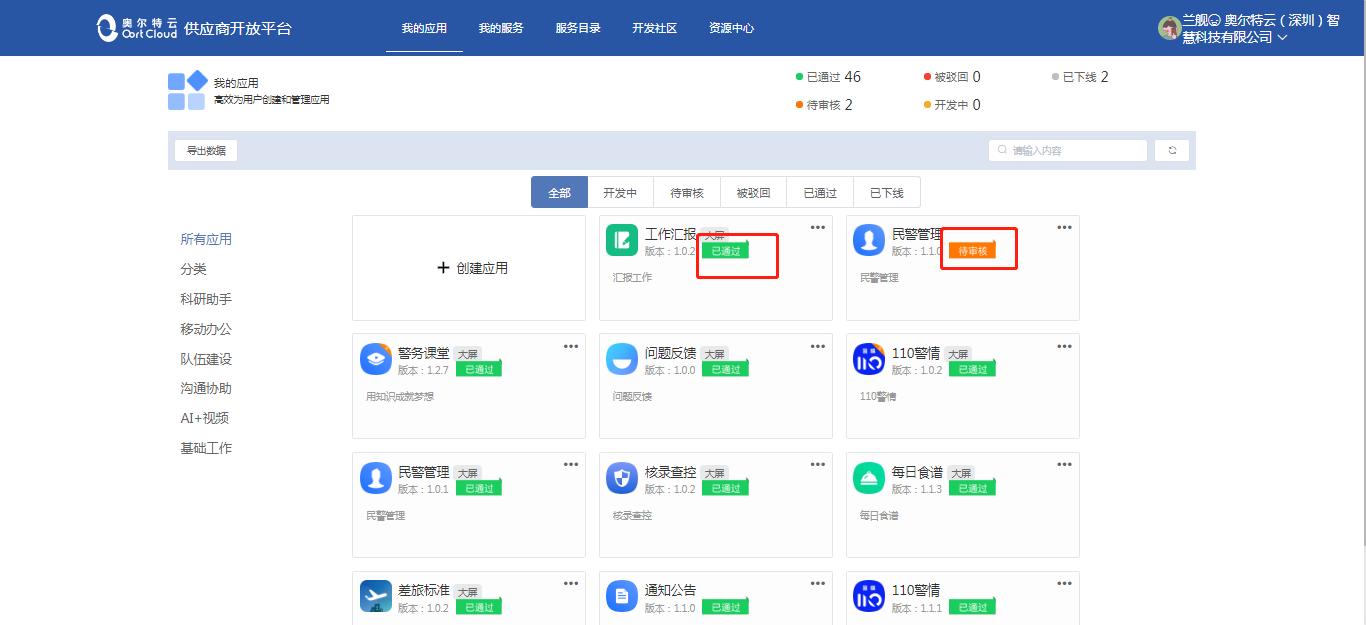 奥尔特云
Oort Cloud
供应商开放平台
我的应用
我的服务
服务目录
开发社区
资源中心
兰舰 奥尔特云（深圳）智
慧科技有限公司
我的应用
高效为用户创建和管理应用
已通过 46
被驳回 0
已下线 2
待审核 2
开发中 0
导出数据
请输入内容
全部
开发中
待审核
被驳回
已通过
已下线
所有应用
分类
科研助手
移动办公
队伍建设
沟通协助
AI+视频
基础工作
+ 创建应用
工作汇报 大屏
版本：1.0.2 已通过
汇报工作
民警管理
版本：1.1.0 待审核
民警管理
警务课堂 大屏
版本：1.2.7 已通过
用知识成就梦想
问题反馈 大屏
版本：1.0.0 已通过
问题反馈
110警情 大屏
版本：1.0.2 已通过
110警情
民警管理 大屏
版本：1.0.1 已通过
民警管理
核录查控 大屏
版本：1.0.2 已通过
核录查控
每日食谱 大屏
版本：1.1.3 已通过
每日食谱
差旅标准 大屏
版本：1.0.2 已通过
通知公告
版本：1.1.0 已通过
110警情
版本：1.1.1 已通过